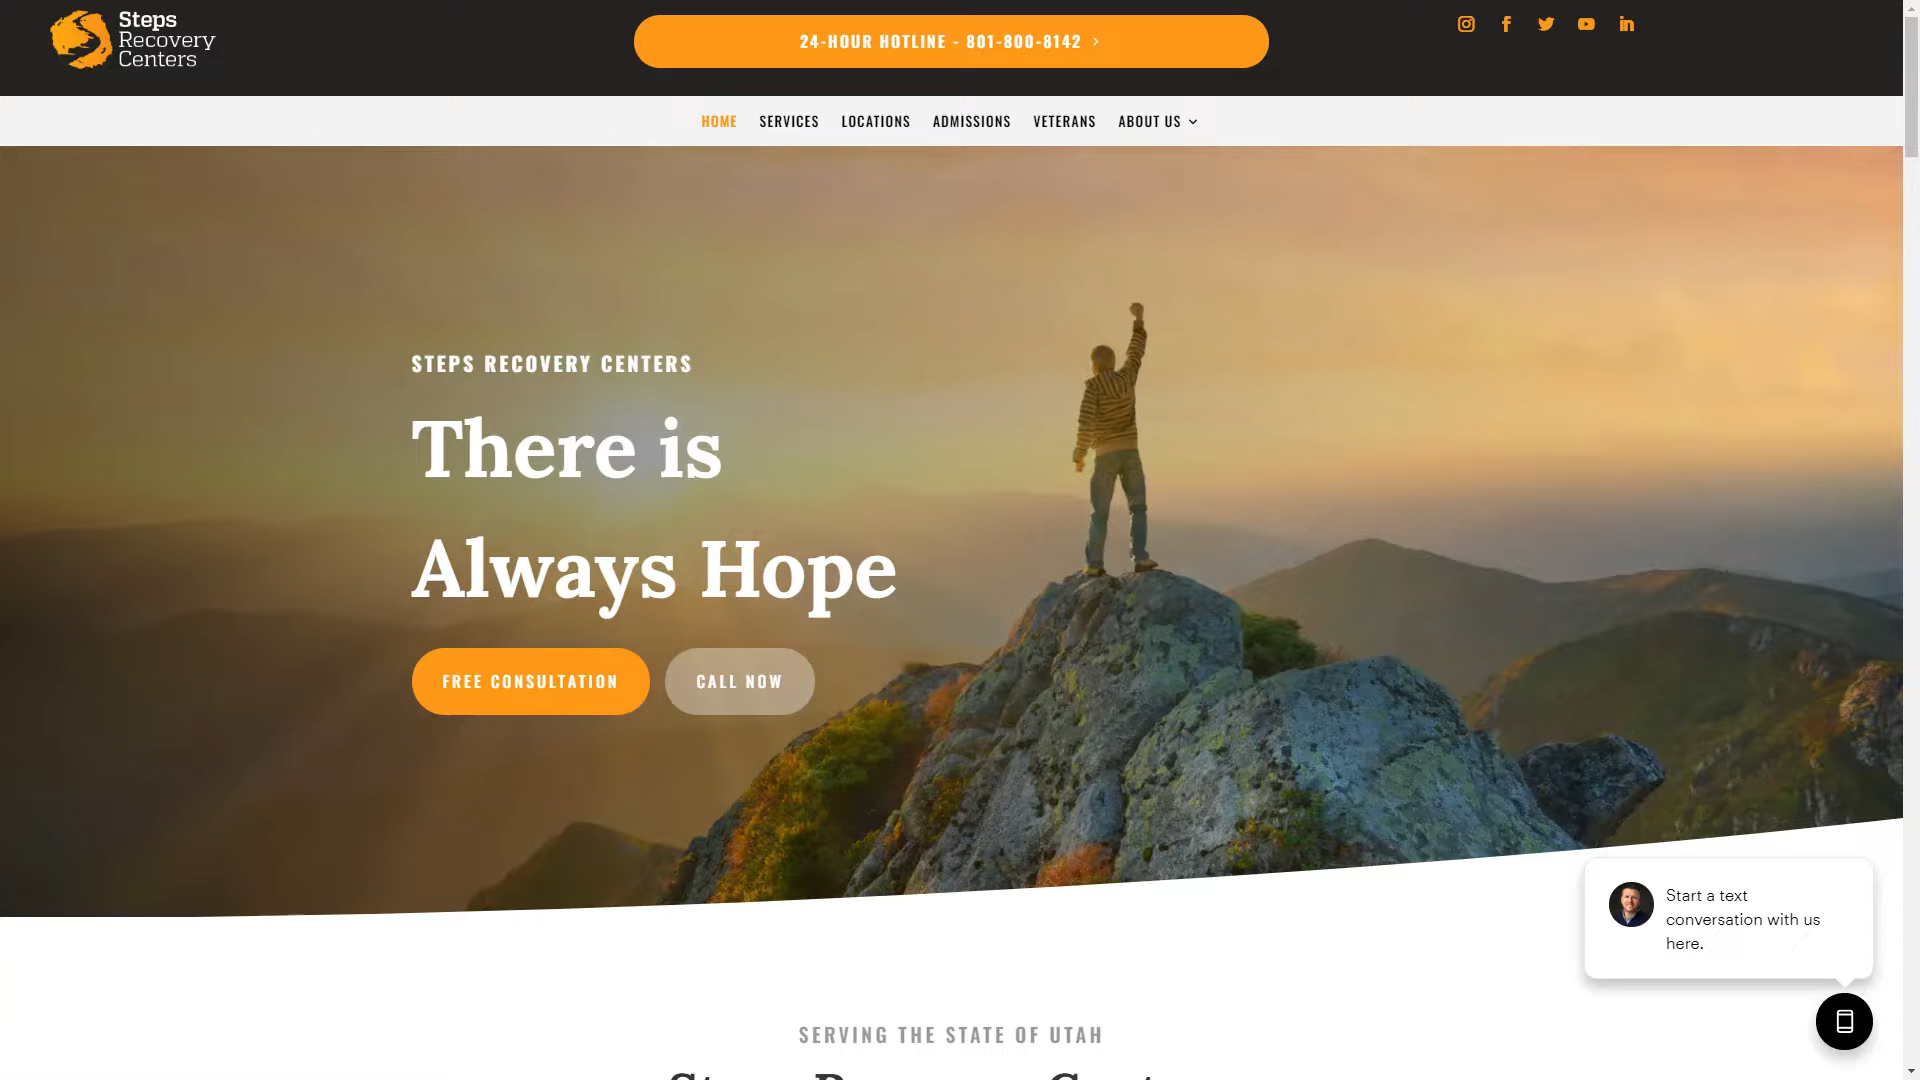 Steps
Recovery
Centers
24-HOUR HOTLINE - 801-800-8142
HOME SERVICES LOCATIONS ADMISSIONS VETERANS ABOUT US
STEPS RECOVERY CENTERS
There is
Always Hope
FREE CONSULTATION CALL NOW
Start a text
conversation with us
here.
SERVING THE STATE OF UTAH